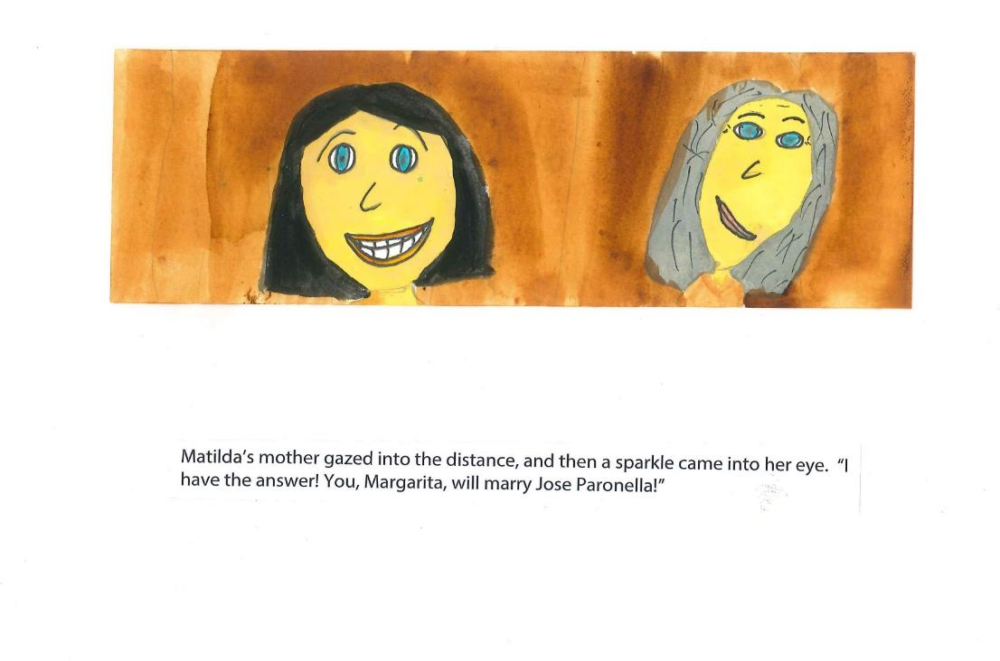 Matilda’s mother gazed into the distance, and then a sparkle came into her eye.  “I
have the answer! You, Margarita, will marry Jose Paronella!”